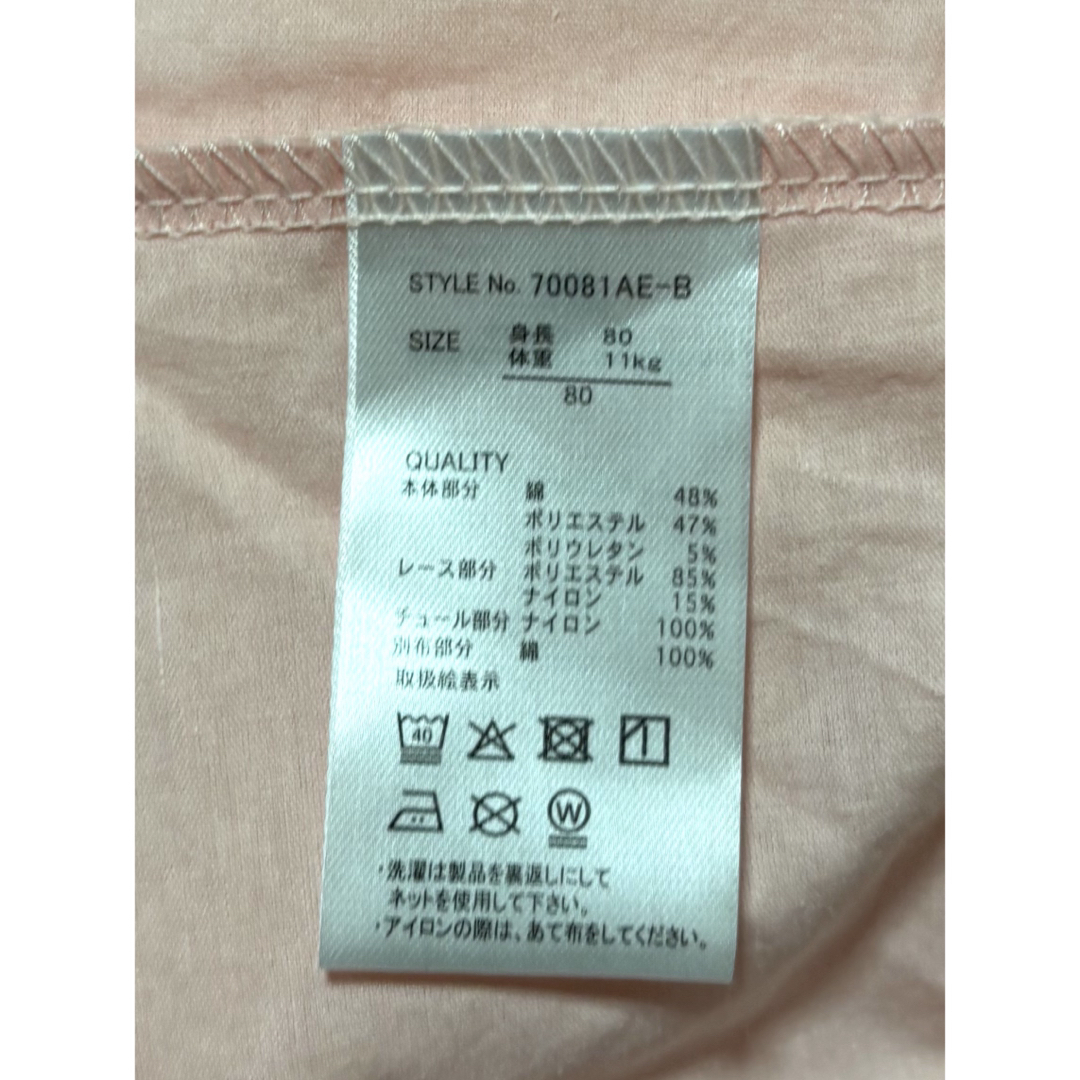 STYLE No. 70081AE-B
SIZE 身長 80
体重 11kg
80
QUALITY
本体部分 綿 48%
ポリエステル 47%
ポリウレタン 5%
レース部分 ポリエステル 85%
ナイロン 15%
チュール部分 ナイロン 100%
別布部分 綿 100%
取扱絵表示
40
W
・洗濯は製品を裏返しにして
ネットを使用して下さい。
・アイロンの際は、あて布をしてください。